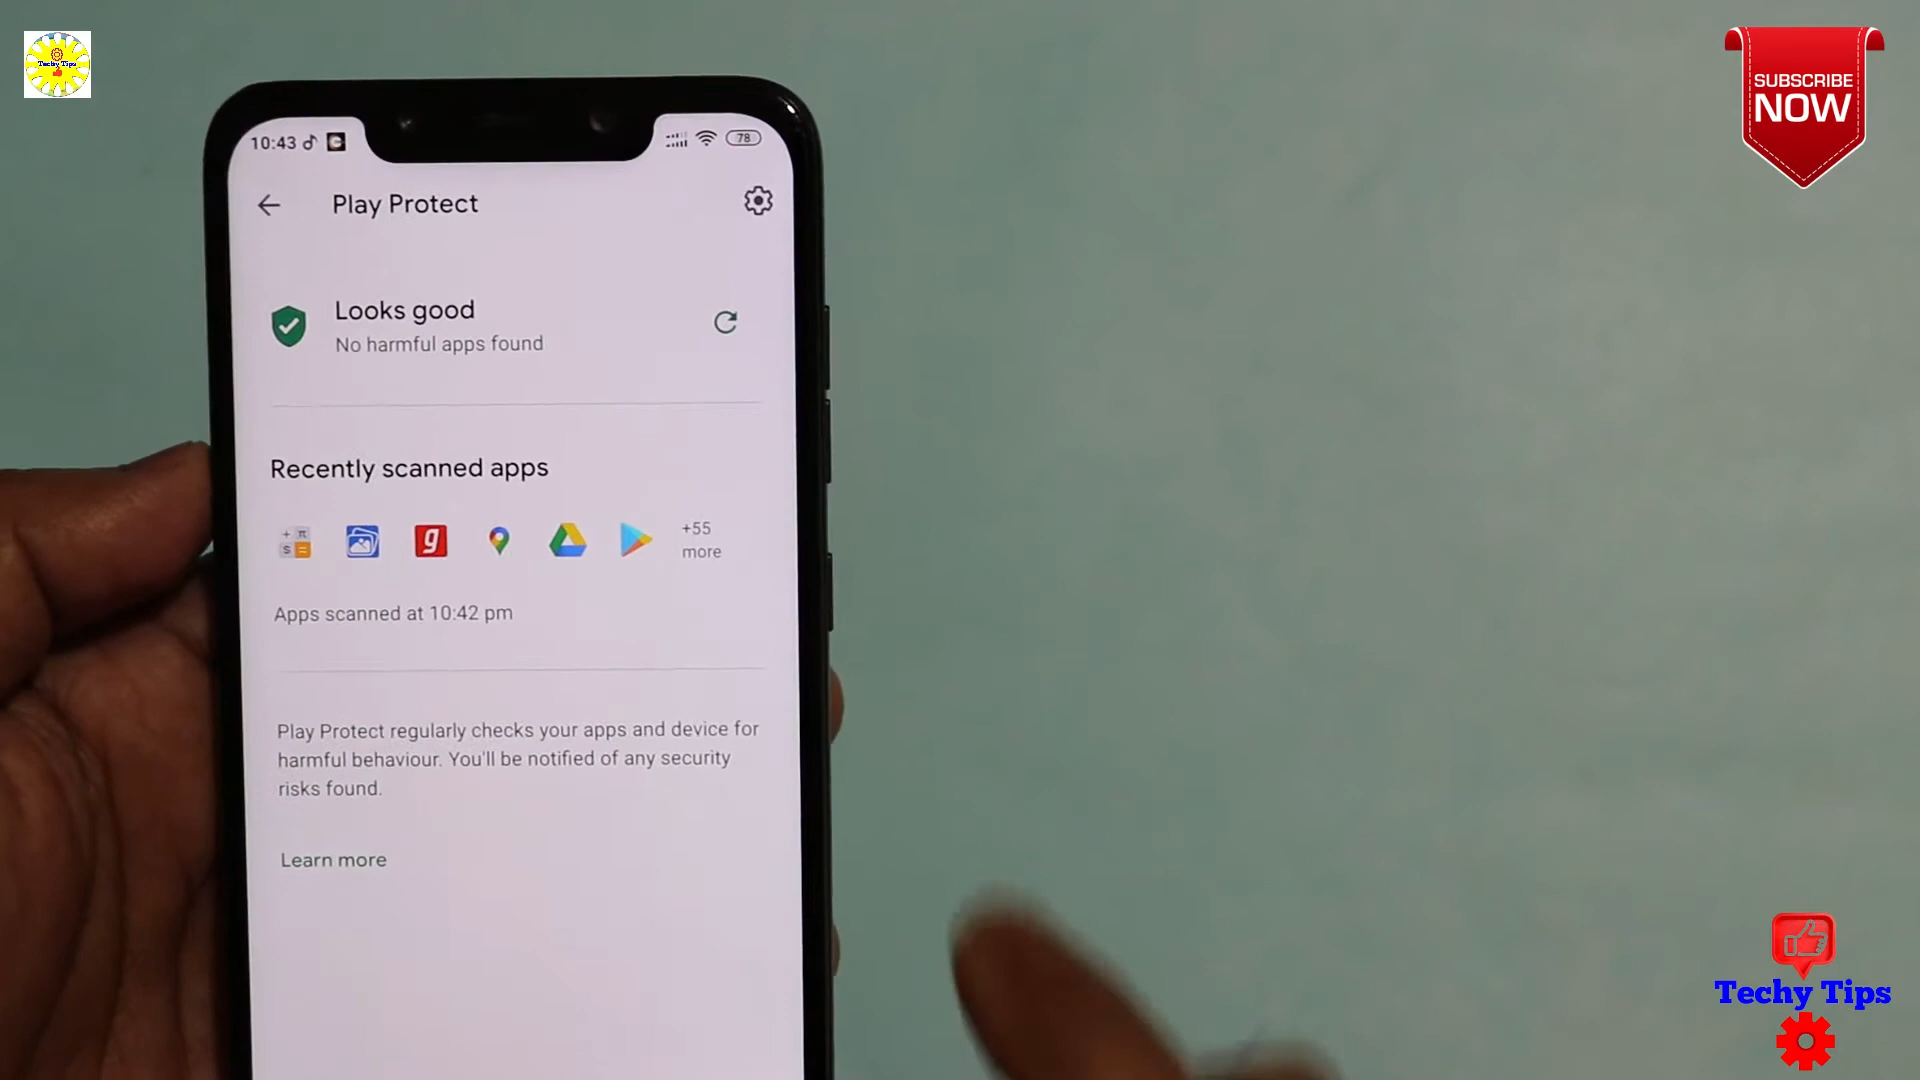 Techy Tips
SUBSCRIBE
NOW
10:43
78
Play Protect
Looks good
No harmful apps found
Recently scanned apps
+ π
S =
g
+55
more
Apps scanned at 10:42 pm
Play Protect regularly checks your apps and device for
harmful behaviour. You'll be notified of any security
risks found.
Learn more
Techy Tips